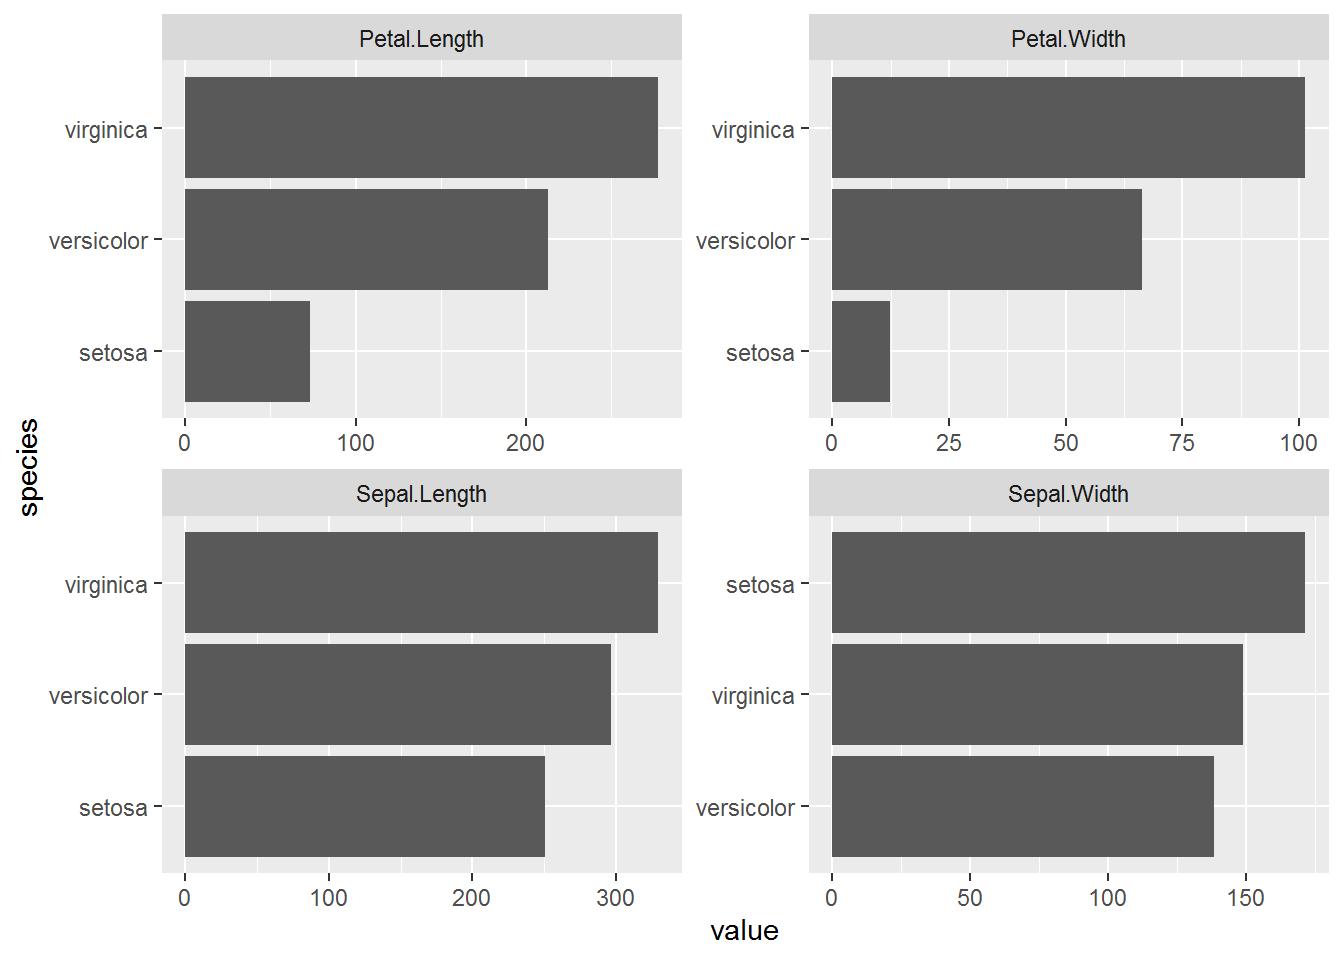 Petal.Length
virginica
versicolor
setosa
0 100 200
Petal.Width
virginica
versicolor
setosa
0 25 50 75 100
Sepal.Length
virginica
versicolor
setosa
0 100 200 300
Sepal.Width
setosa
virginica
versicolor
0 50 100 150
species
value